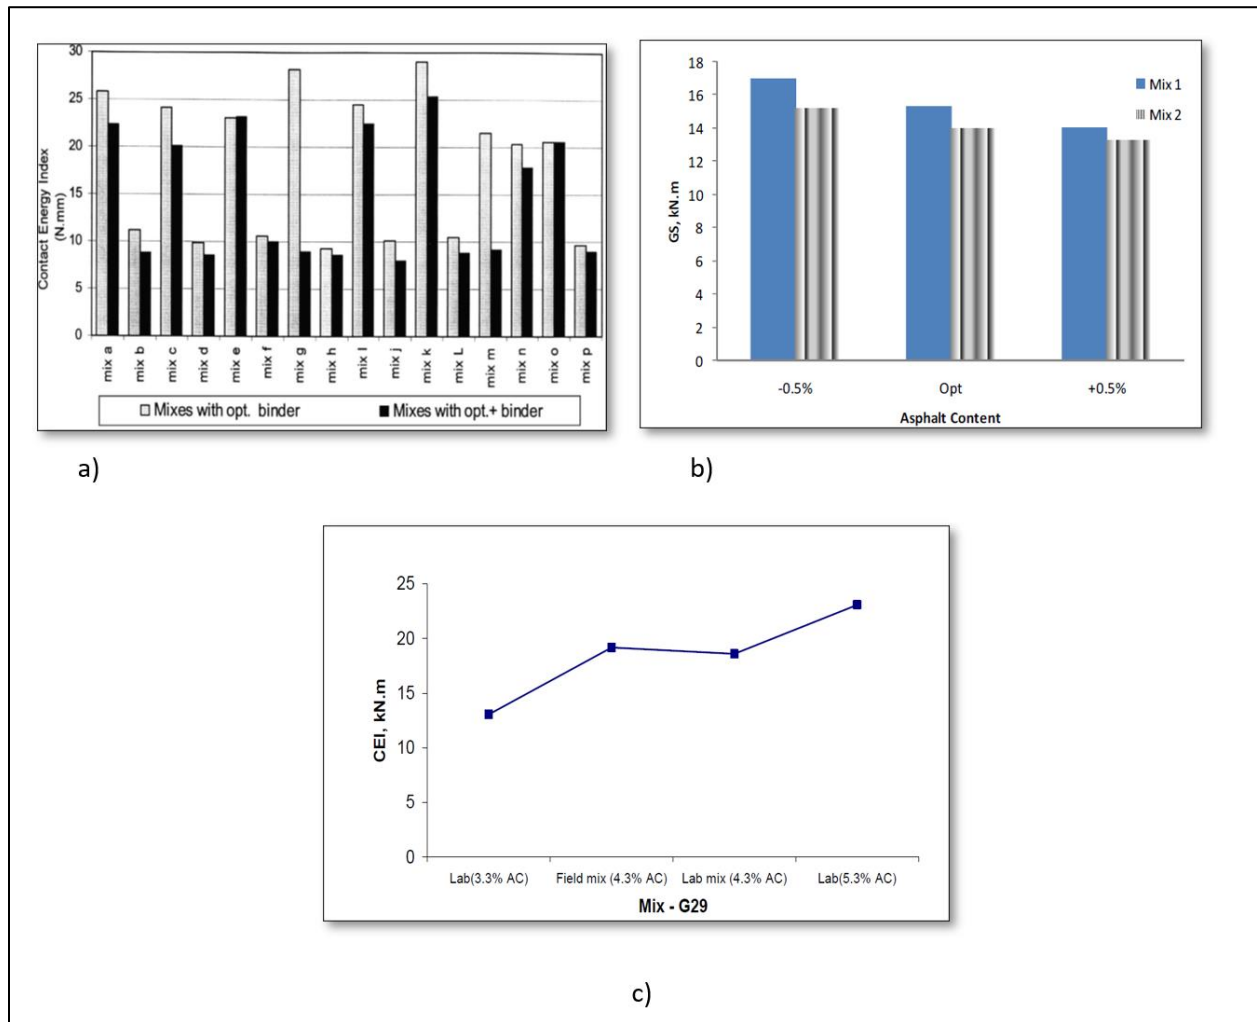 30
25
20
15
10
5
0
Contact Energy Index
(N.mm)
mix a
mix b
mix c
mix d
mix e
mix f
mix g
mix h
mix I
mix j
mix k
mix L
mix m
mix n
mix o
mix p
Mixes with opt. binder
Mixes with opt.+ binder
a)
18
16
14
12
10
8
6
4
2
0
GS, kN.m
Mix 1
Mix 2
-0.5% Opt +0.5%
Asphalt Content
b)
25
20
15
10
5
0
CEI, kN.m
Lab(3.3% AC) Field mix (4.3% AC) Lab mix (4.3% AC) Lab(5.3% AC)
Mix - G29
c)